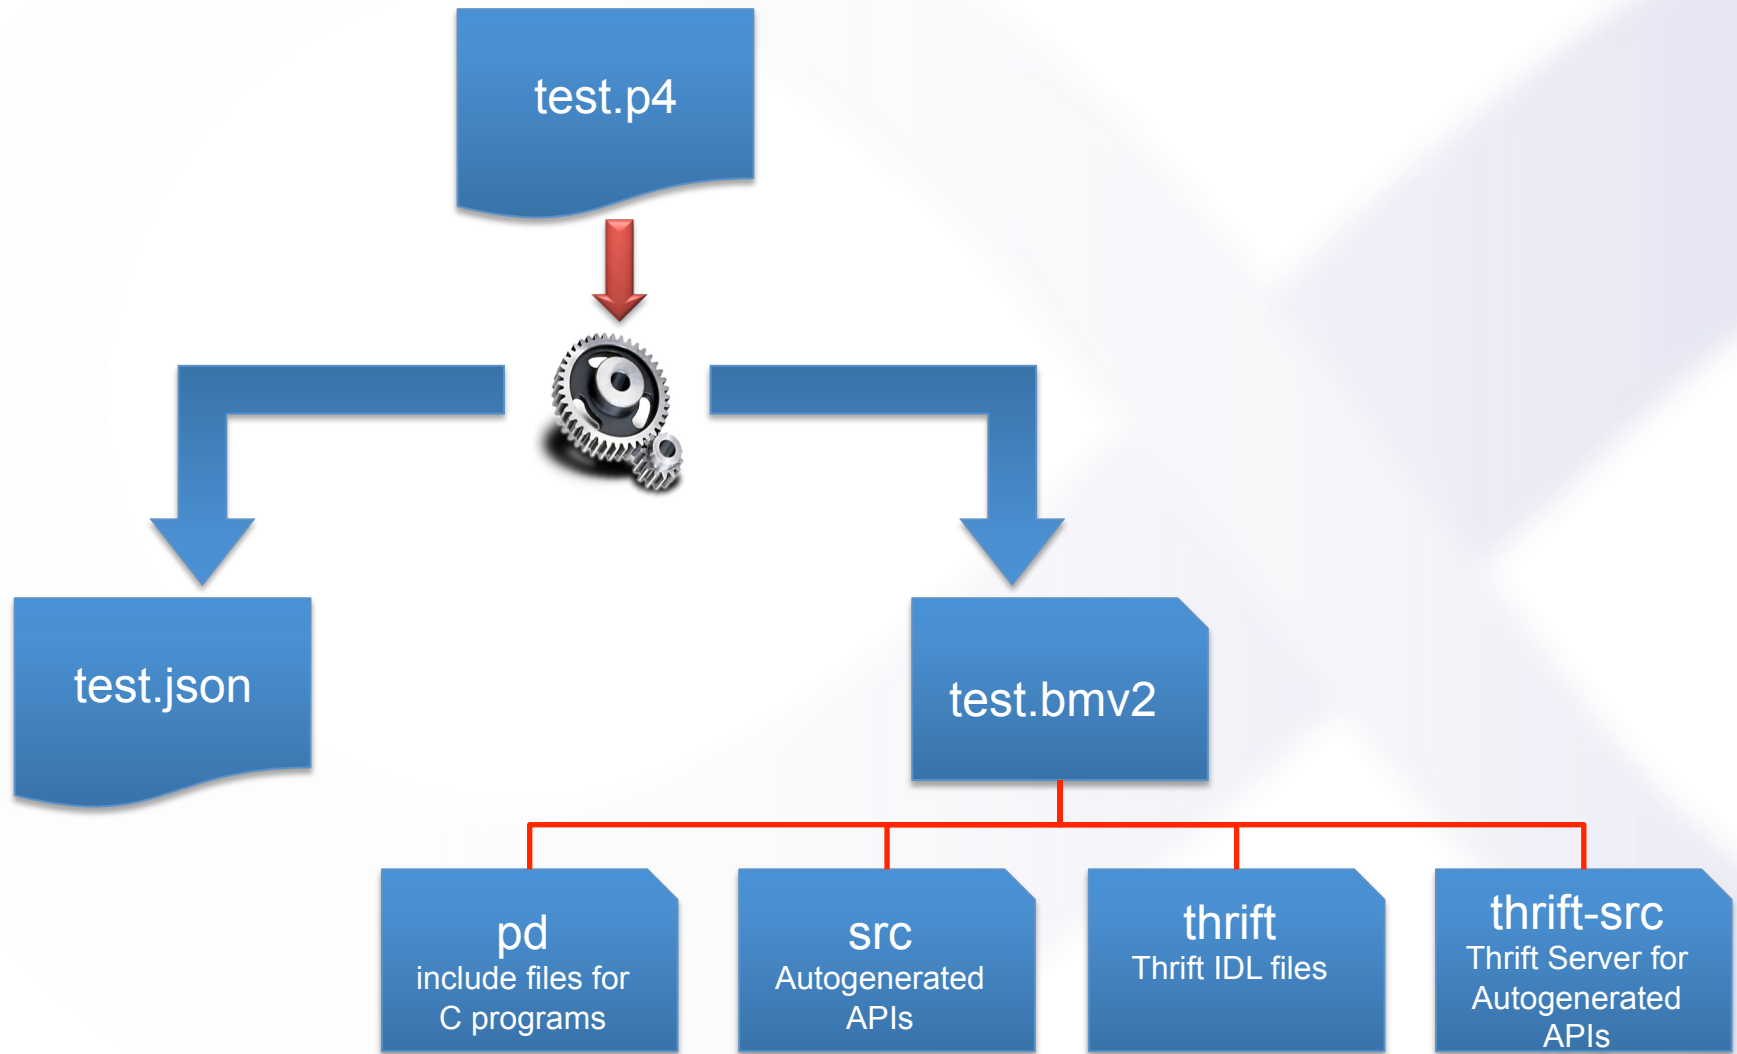 test.p4
test.json
test.bmv2
pd
include files for
C programs
src
Autogenerated
APIs
thrift
Thrift IDL files
thrift-src
Thrift Server for
Autogenerated
APIs